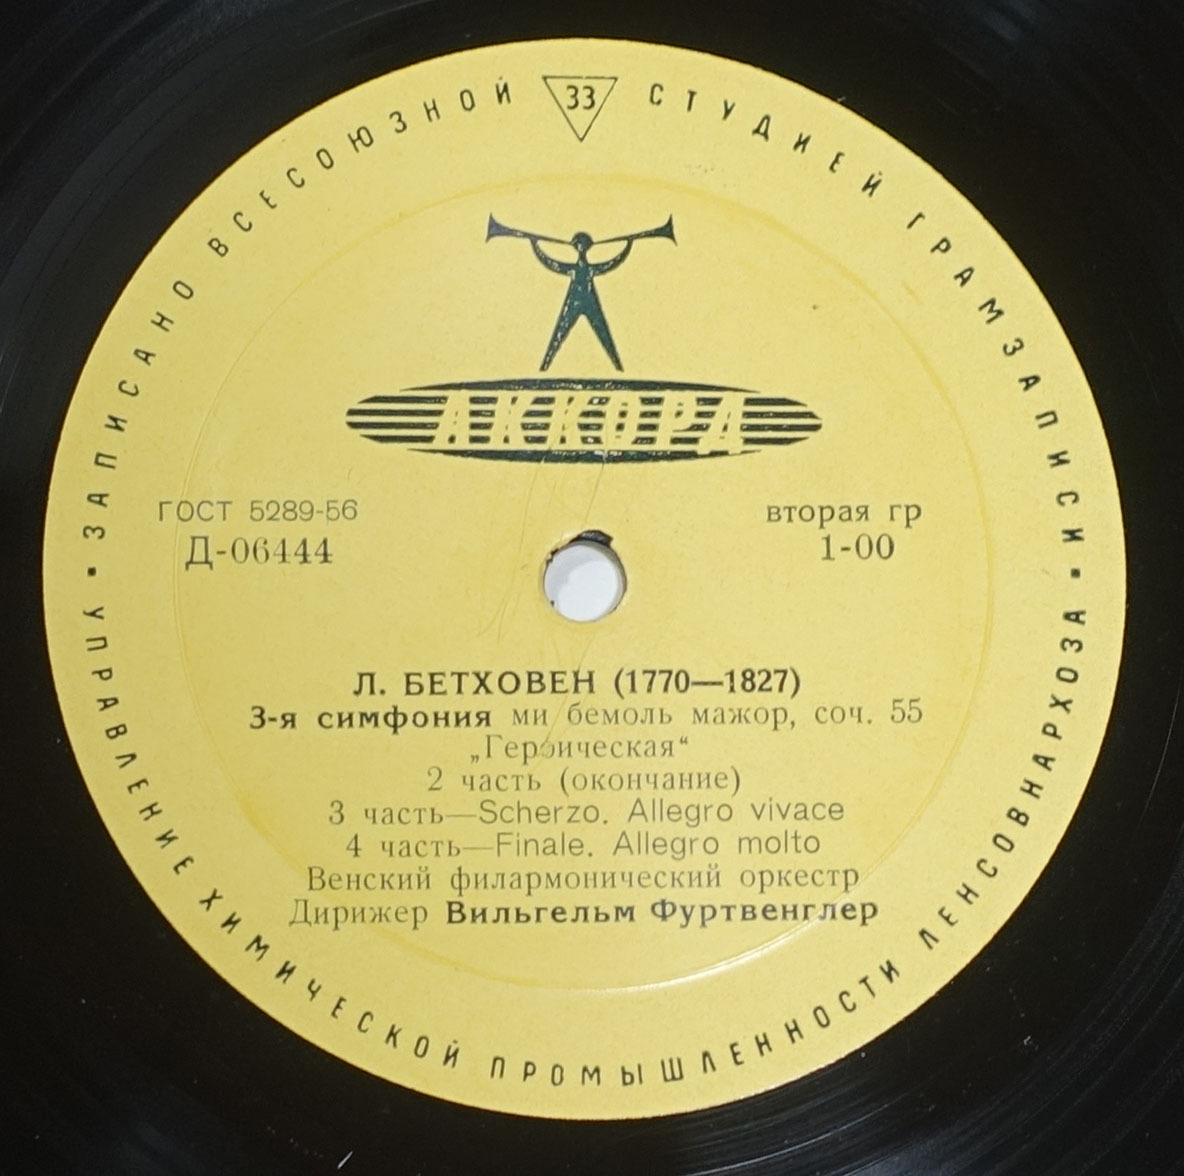 ЗАПИСАНО ВСЕСОЮЗНОЙ 33 СТУДИЕЙ ГРАМЗАПИСИ
АККОРД
ГОСТ 5289-56
Д-06444
вторая гр
1-00
Л. БЕТХОВЕН (1770—1827)
3-я симфония ми бемоль мажор, соч. 55
„Героическая“
2 часть (окончание)
3 часть—Scherzo. Allegro vivace
4 часть—Finale. Allegro molto
Венский филармонический оркестр
Дирижер Вильгельм Фуртвенглер
УПРАВЛЕНИЕ ХИМИЧЕСКОЙ ПРОМЫШЛЕННОСТИ ЛЕНСОВНАРХОЗА